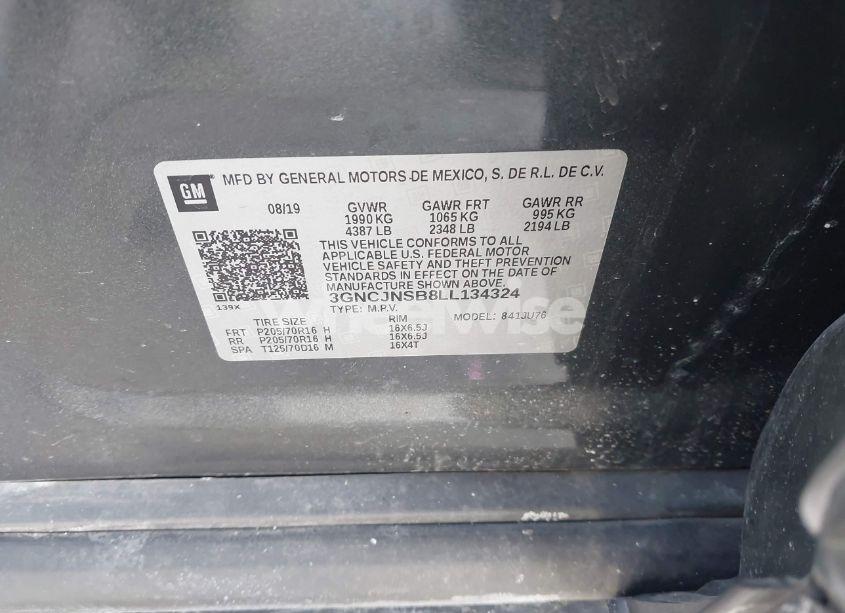 GM
MFD BY GENERAL MOTORS DE MEXICO, S. DE R.L. DE C.V.
08/19 GVWR GAWR FRT GAWR RR
1990 KG 1065 KG 995 KG
4387 LB 2348 LB 2194 LB
THIS VEHICLE CONFORMS TO ALL
APPLICABLE U.S. FEDERAL MOTOR
VEHICLE SAFETY AND THEFT PREVENTION
STANDARDS IN EFFECT ON THE DATE OF
MANUFACTURE SHOWN ABOVE.
139X 3GNCJNSB8LL134324
TYPE: M.P.V. MODEL: 841JU76
TIRE SIZE RIM
FRT P205/70R16 H 16X6.5J
RR P205/70R16 H 16X6.5J
SPA T125/70D16 M 16X4T
wheelwise